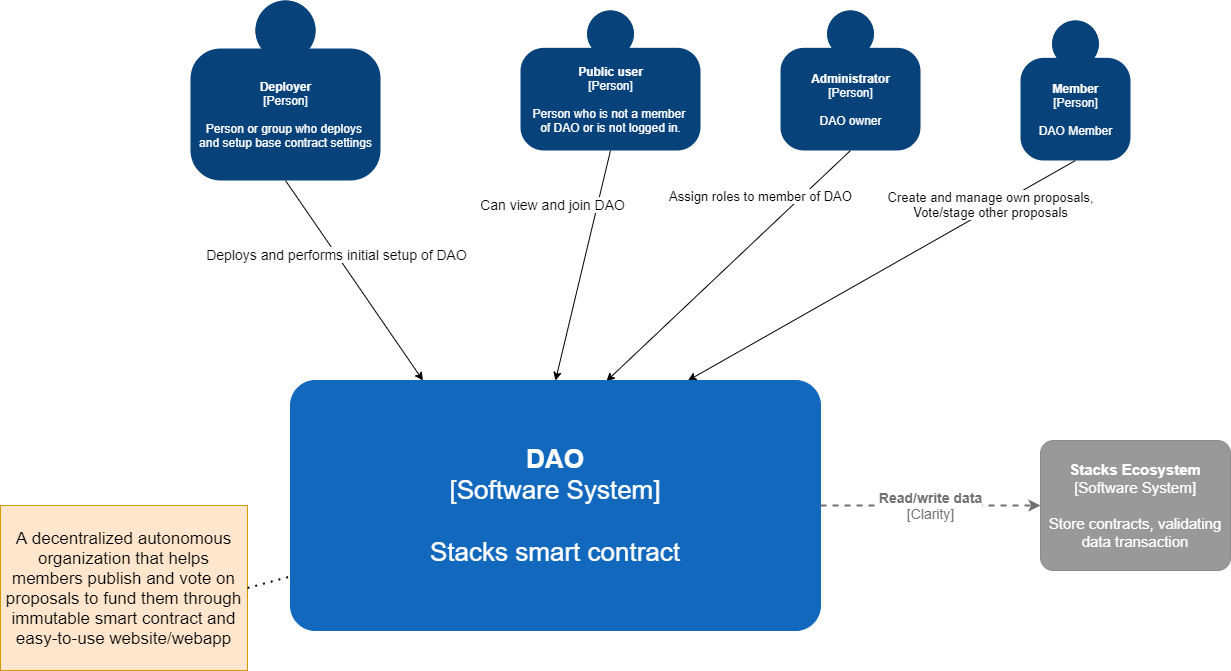 Deployer
[Person]
Person or group who deploys
and setup base contract settings
Public user
[Person]
Person who is not a member
of DAO or is not logged in.
Administrator
[Person]
DAO owner
Member
[Person]
DAO Member
Deploys and performs initial setup of DAO
Can view and join DAO
Assign roles to member of DAO
Create and manage own proposals,
Vote/stage other proposals
DAO
[Software System]
Stacks smart contract
Read/write data
[Clarity]
Stacks Ecosystem
[Software System]
Store contracts, validating
data transaction
A decentralized autonomous
organization that helps
members publish and vote on
proposals to fund them through
immutable smart contract and
easy-to-use website/webapp